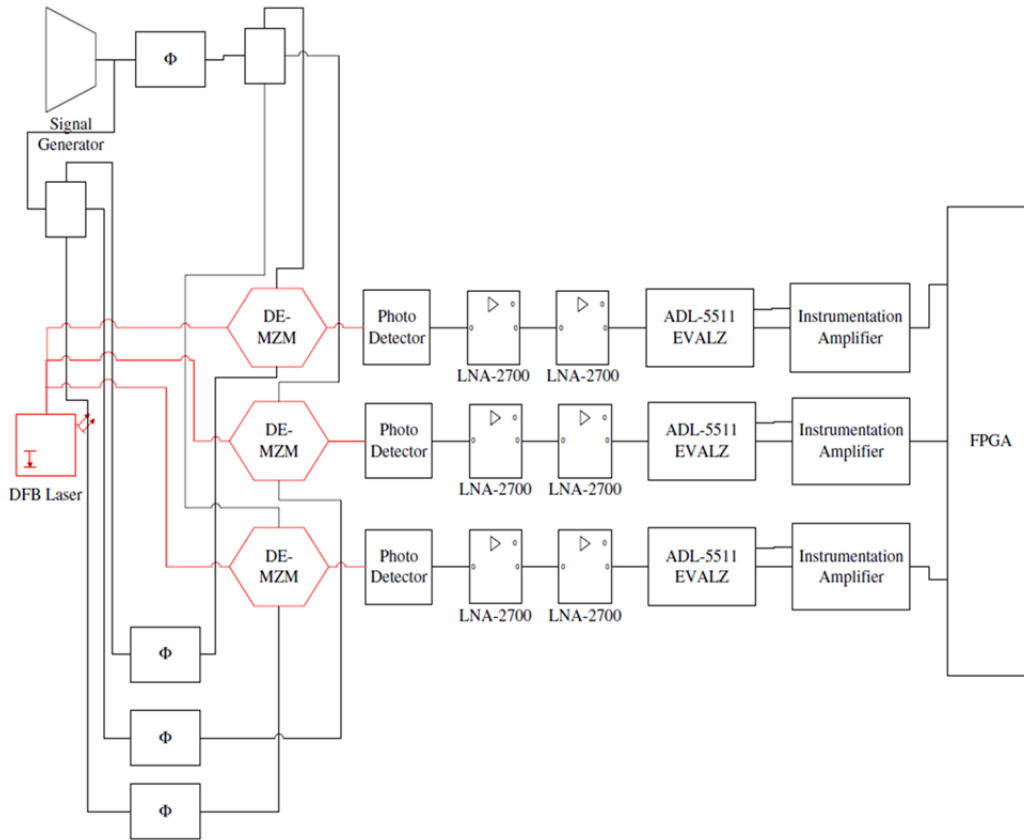 Φ
Signal
Generator
DE-
MZM
Photo
Detector
LNA-2700
LNA-2700
ADL-5511
EVALZ
Instrumentation
Amplifier
DE-
MZM
Photo
Detector
LNA-2700
LNA-2700
ADL-5511
EVALZ
Instrumentation
Amplifier
FPGA
DFB Laser
DE-
MZM
Photo
Detector
LNA-2700
LNA-2700
ADL-5511
EVALZ
Instrumentation
Amplifier
Φ
Φ
Φ